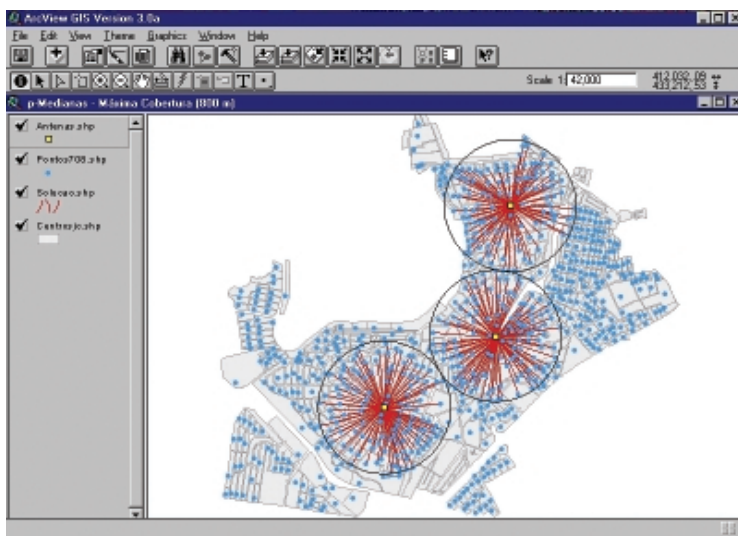 ArcView GIS Version 3.0a
File Edit View Theme Graphics Window Help
Scale 1: 42,000
412,032.08
433,212.53
p-Medianas - Máxima Cobertura (800 m)
Antenas.shp
Pontos708.shp
Solucao.shp
Centrosjc.shp